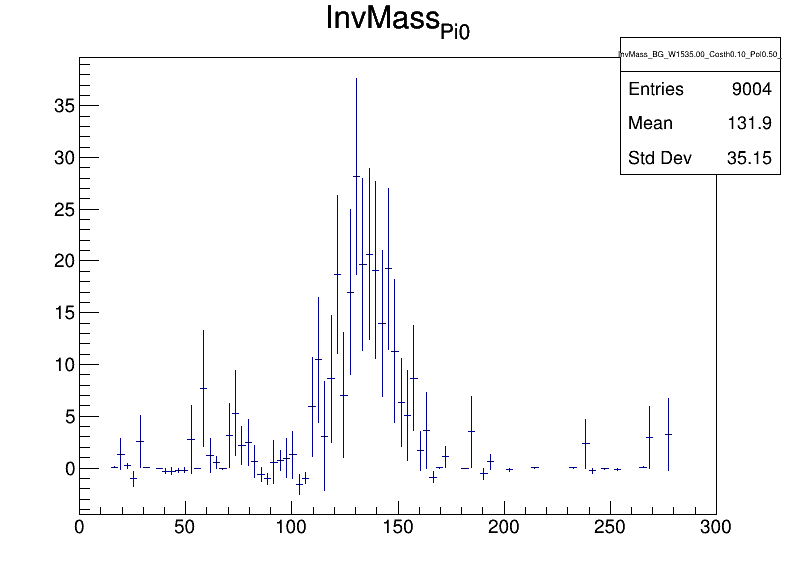 InvMass_Pi0
InvMass_BG_W1535.00_Costh0.10_Pol0.50_
Entries 9004
Mean 131.9
Std Dev 35.15
35
30
25
20
15
10
5
0
0 50 100 150 200 250 300